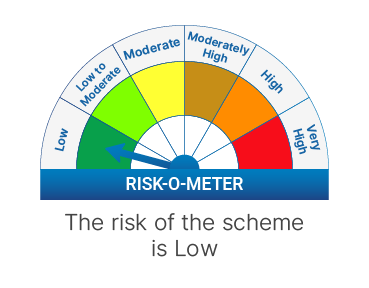 Low
Low to
Moderate
Moderate
Moderately
High
High
Very
High
RISK-O-METER
The risk of the scheme
is Low